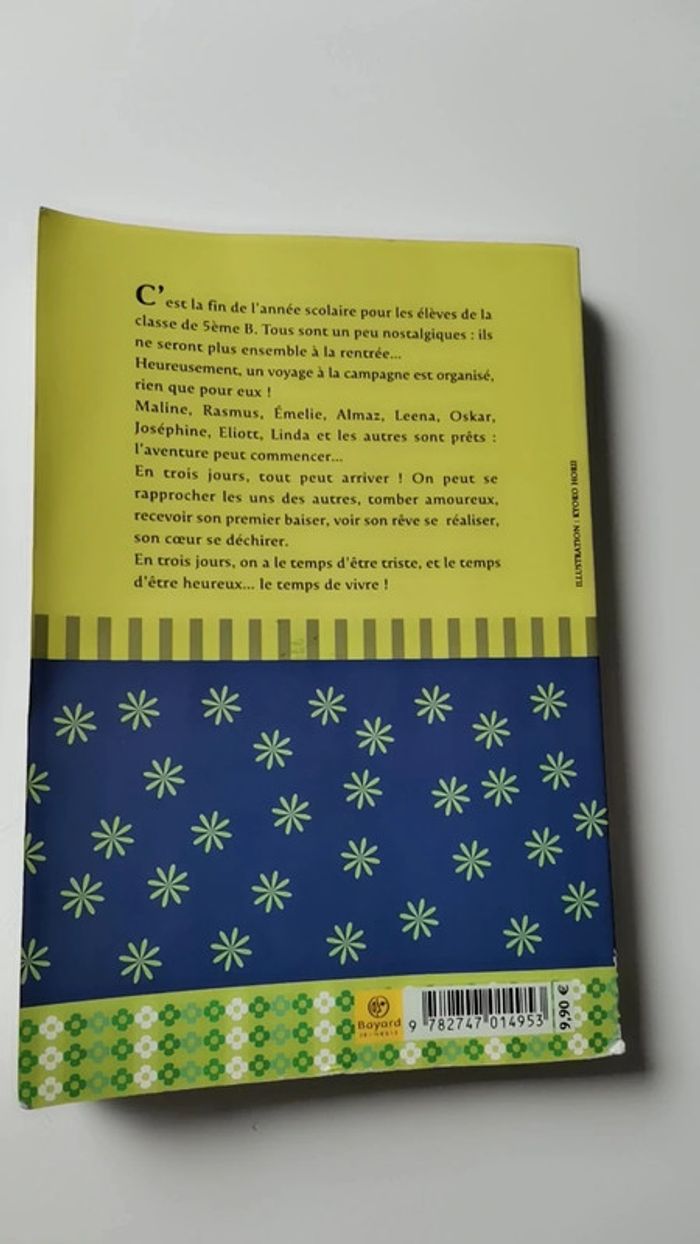 C'est la fin de l'année scolaire pour les élèves de la
classe de 5ème B. Tous sont un peu nostalgiques : ils
ne seront plus ensemble à la rentrée...
Heureusement, un voyage à la campagne est organisé,
rien que pour eux !
Maline, Rasmus, Émelie, Almaz, Leena, Oskar,
Joséphine, Eliott, Linda et les autres sont prêts :
l'aventure peut commencer...
En trois jours, tout peut arriver ! On peut se
rapprocher les uns des autres, tomber amoureux,
recevoir son premier baiser, voir son rêve se réaliser,
son cœur se déchirer.
En trois jours, on a le temps d'être triste, et le temps
d'être heureux... le temps de vivre !
ILLUSTRATION : KYOKO HORII
Bayard
JEUNESSE
9 782747 014953
9,90 €